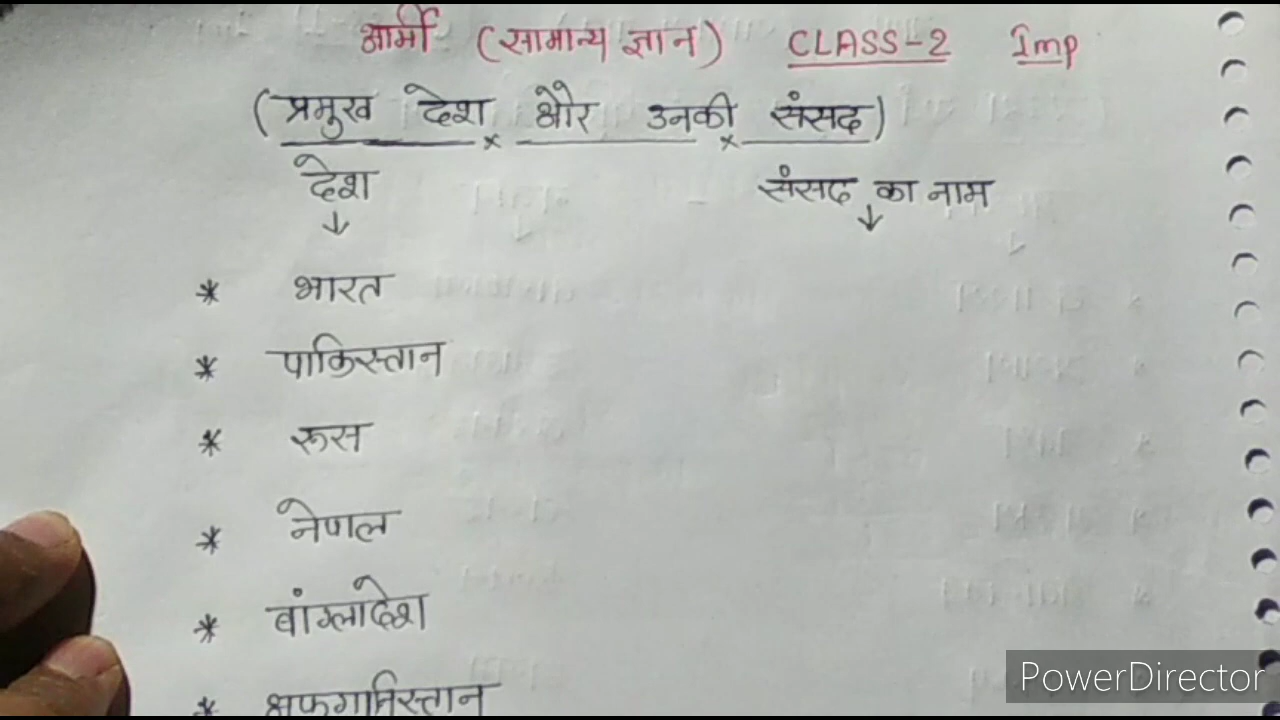 आर्मी (सामान्य ज्ञान) CLASS-2 Imp
(प्रमुख देश और उनकी संसद)
देश संसद का नाम
↓ ↓
* भारत
* पाकिस्तान
* रूस
* नेपाल
* बांग्लादेश
* अफगानिस्तान
PowerDirector